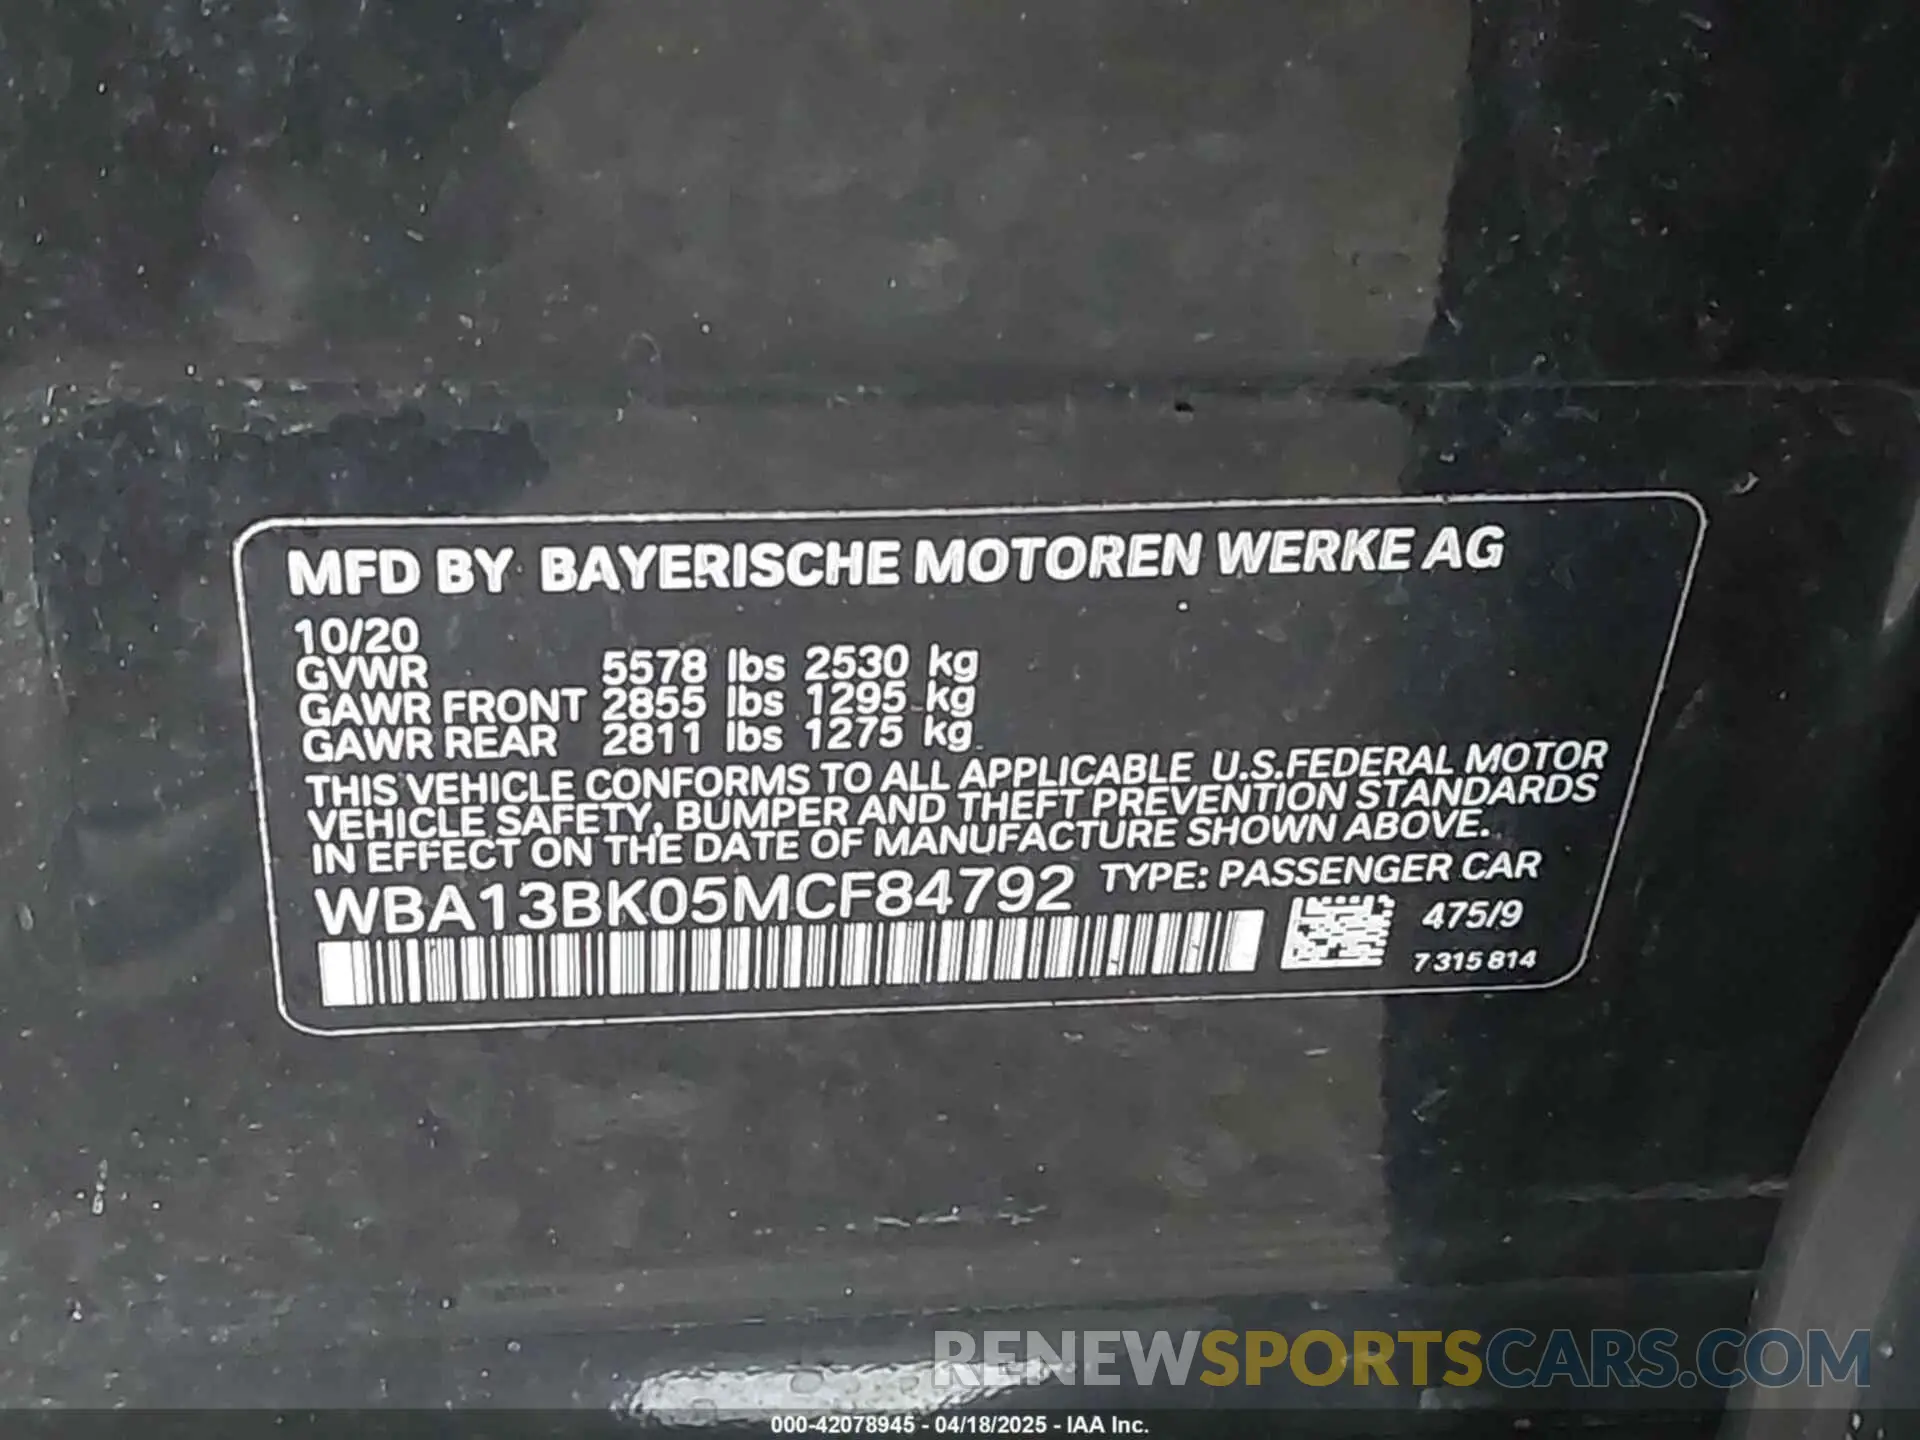 MFD BY BAYERISCHE MOTOREN WERKE AG
10/20
GVWR 5578 lbs 2530 kg
GAWR FRONT 2855 lbs 1295 kg
GAWR REAR 2811 lbs 1275 kg
THIS VEHICLE CONFORMS TO ALL APPLICABLE U.S.FEDERAL MOTOR
VEHICLE SAFETY, BUMPER AND THEFT PREVENTION STANDARDS
IN EFFECT ON THE DATE OF MANUFACTURE SHOWN ABOVE.
WBA13BK05MCF84792 TYPE: PASSENGER CAR
475/9
7 315 814
RENEWSPORTSCARS.COM
000-42078945 - 04/18/2025 - IAA Inc.